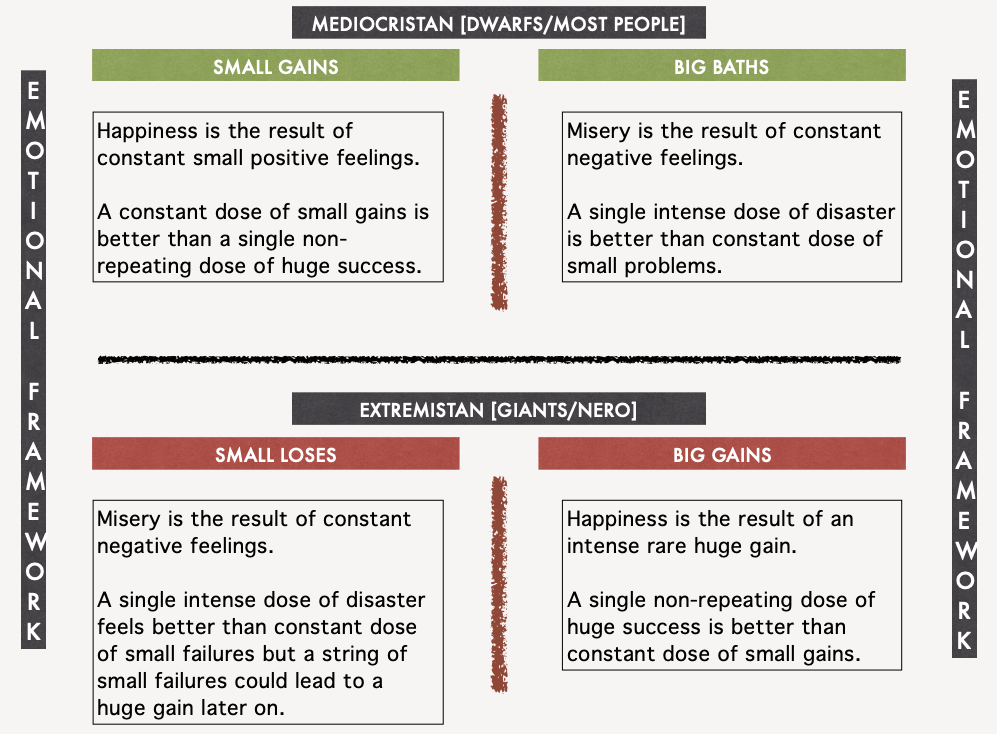 MEDIOCRISTAN [DWARFS/MOST PEOPLE]
SMALL GAINS
BIG BATHS
EMOTIONAL FRAMEWORK
Happiness is the result of
constant small positive feelings.
A constant dose of small gains is
better than a single non-
repeating dose of huge success.
Misery is the result of constant
negative feelings.
A single intense dose of disaster
is better than constant dose of
small problems.
EMOTIONAL FRAMEWORK
EXTREMISTAN [GIANTS/NERO]
SMALL LOSES
BIG GAINS
Misery is the result of constant
negative feelings.
A single intense dose of disaster
feels better than constant dose
of small failures but a string of
small failures could lead to a
huge gain later on.
Happiness is the result of an
intense rare huge gain.
A single non-repeating dose of
huge success is better than
constant dose of small gains.